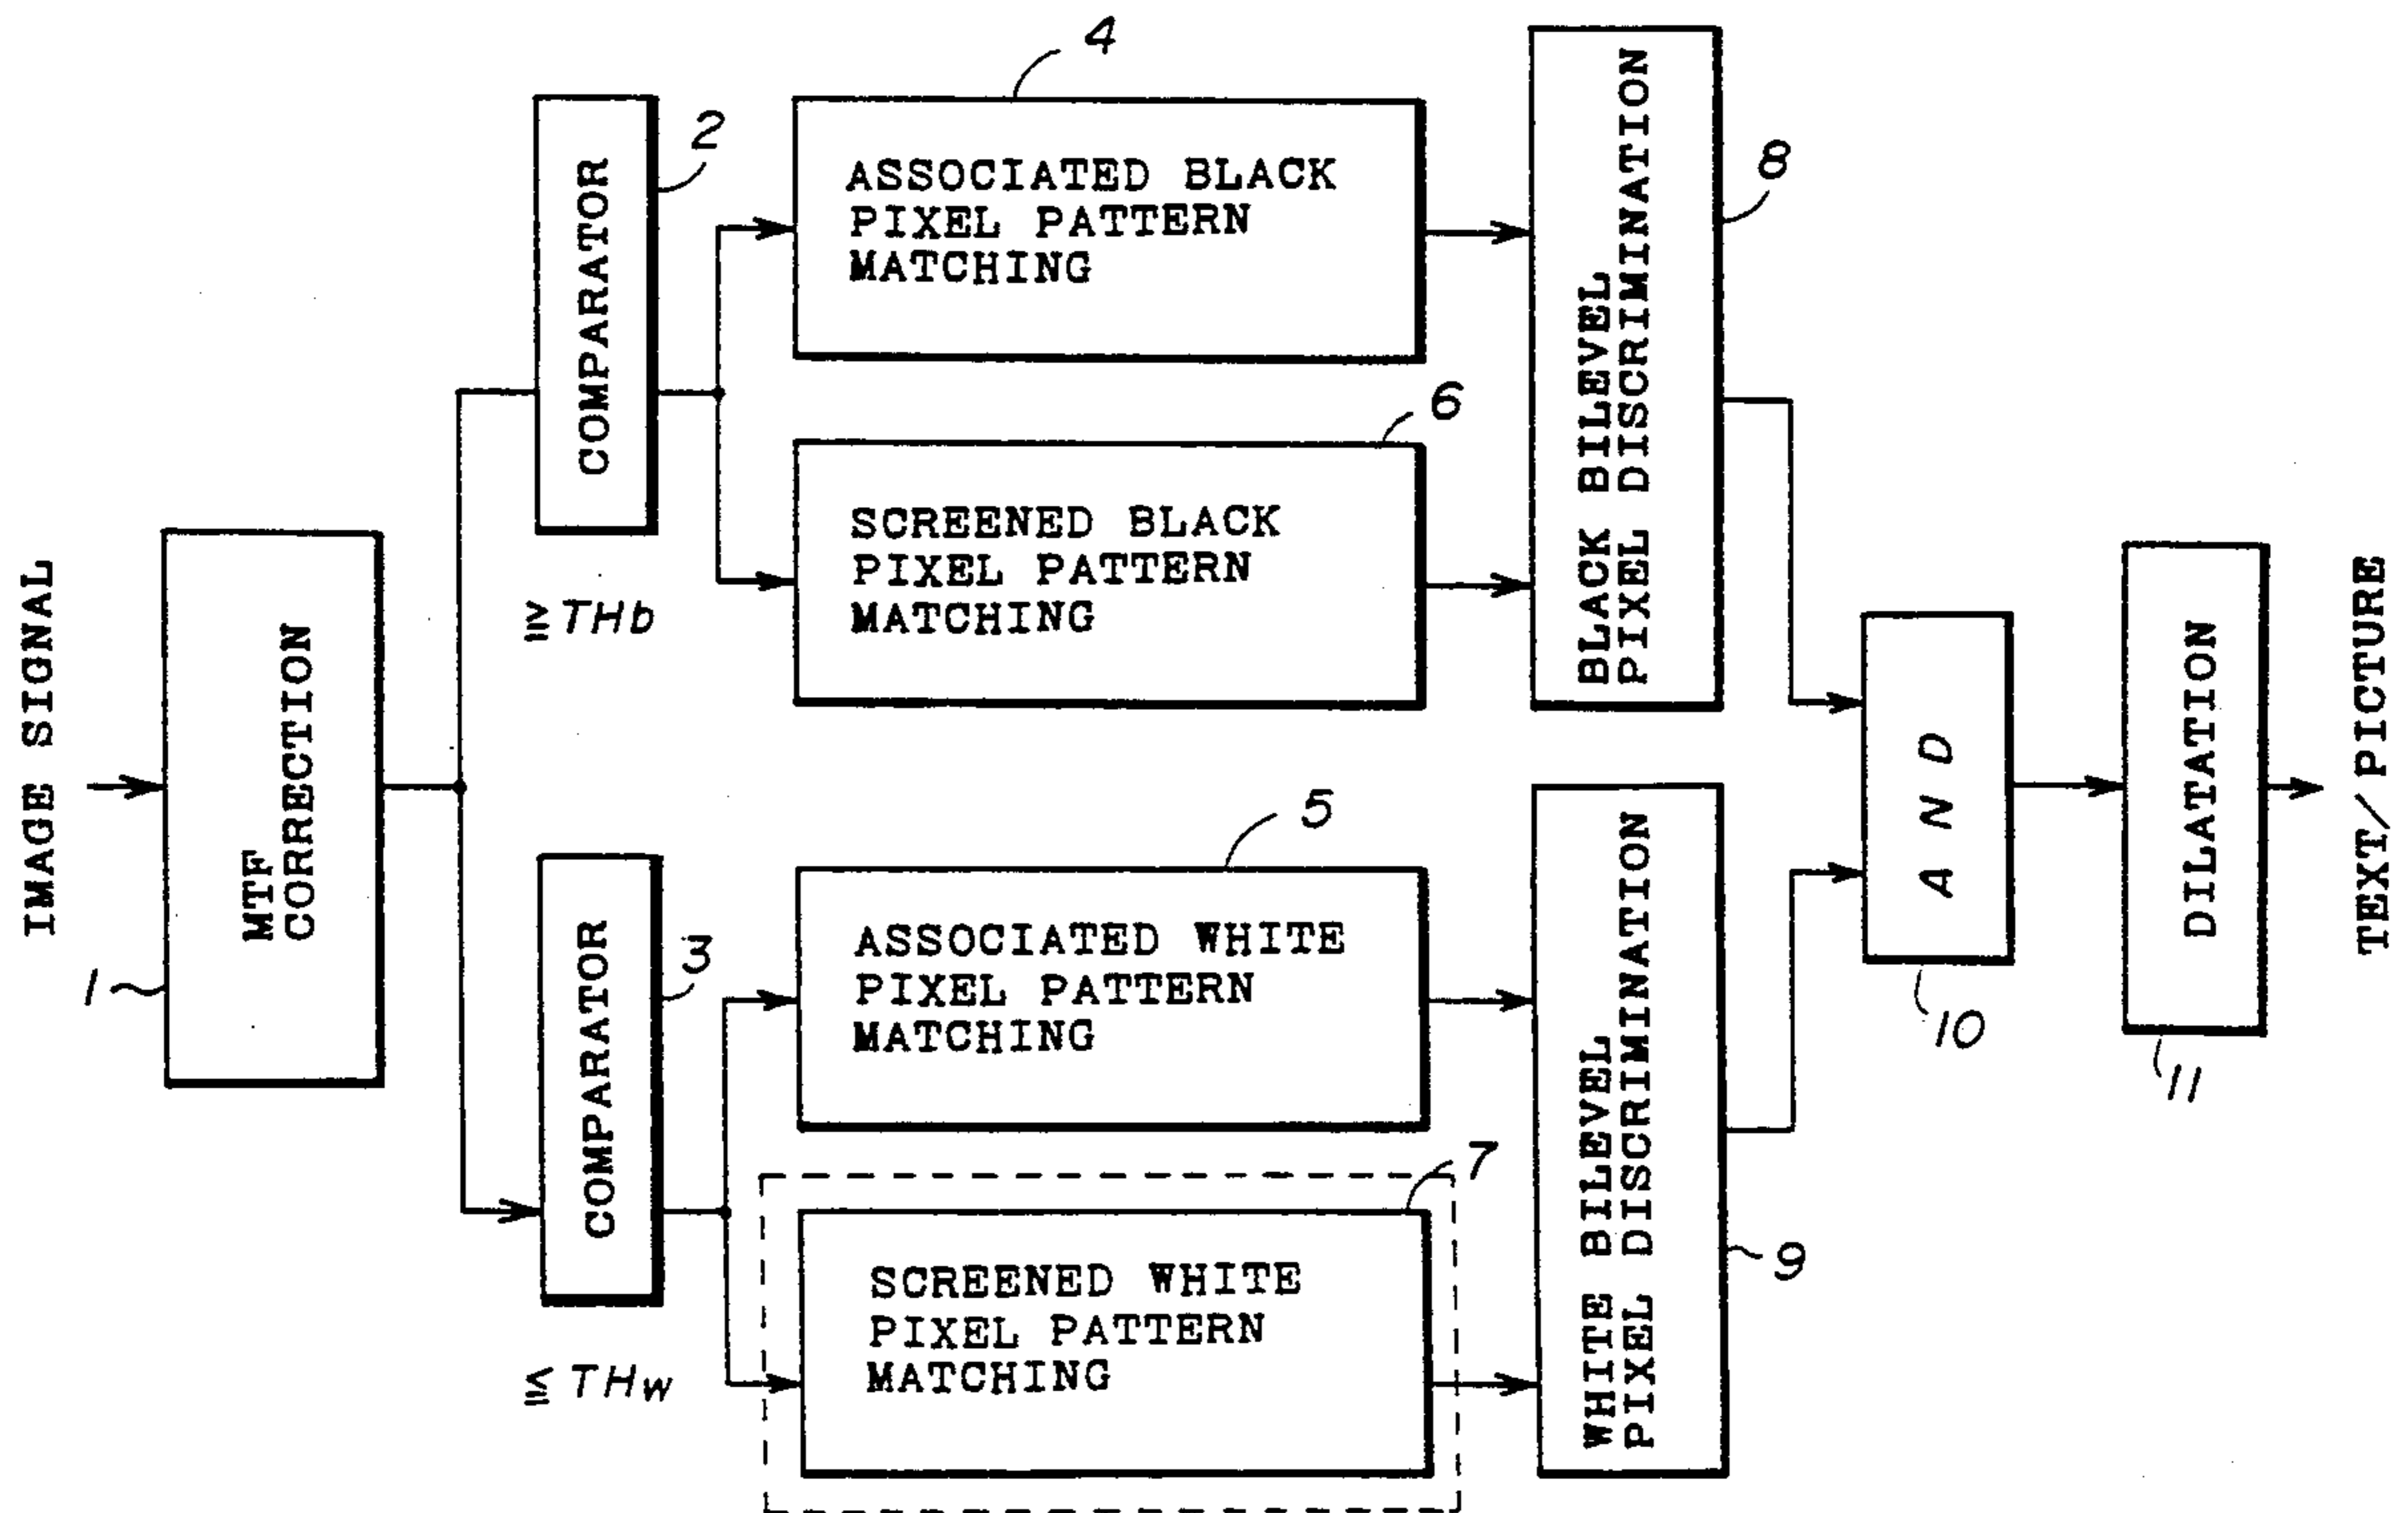 IMAGE SIGNAL
1
MTF
CORRECTION
2
COMPARATOR
≧ THb
3
COMPARATOR
≦ THw
4
ASSOCIATED BLACK
PIXEL PATTERN
MATCHING
6
SCREENED BLACK
PIXEL PATTERN
MATCHING
5
ASSOCIATED WHITE
PIXEL PATTERN
MATCHING
7
SCREENED WHITE
PIXEL PATTERN
MATCHING
8
BLACK BILEVEL
PIXEL DISCRIMINATION
9
WHITE BILEVEL
PIXEL DISCRIMINATION
AND
10
DILATATION
11
TEXT/PICTURE